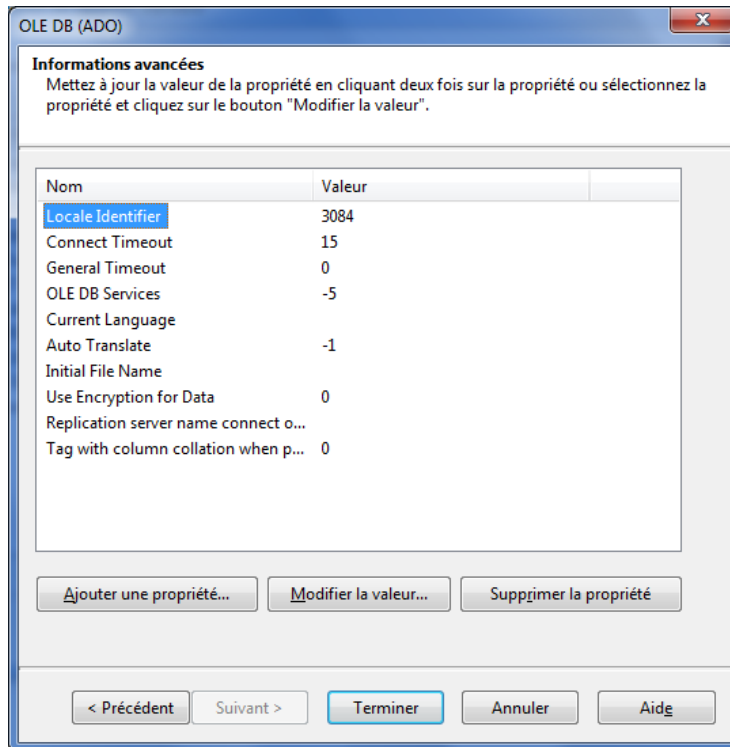 OLE DB (ADO)
Informations avancées
Mettez à jour la valeur de la propriété en cliquant deux fois sur la propriété ou sélectionnez la
propriété et cliquez sur le bouton "Modifier la valeur".
Nom Valeur
Locale Identifier 3084
Connect Timeout 15
General Timeout 0
OLE DB Services -5
Current Language
Auto Translate -1
Initial File Name
Use Encryption for Data 0
Replication server name connect o...
Tag with column collation when p... 0
Ajouter une propriété... Modifier la valeur... Supprimer la propriété
< Précédent Suivant > Terminer Annuler Aide